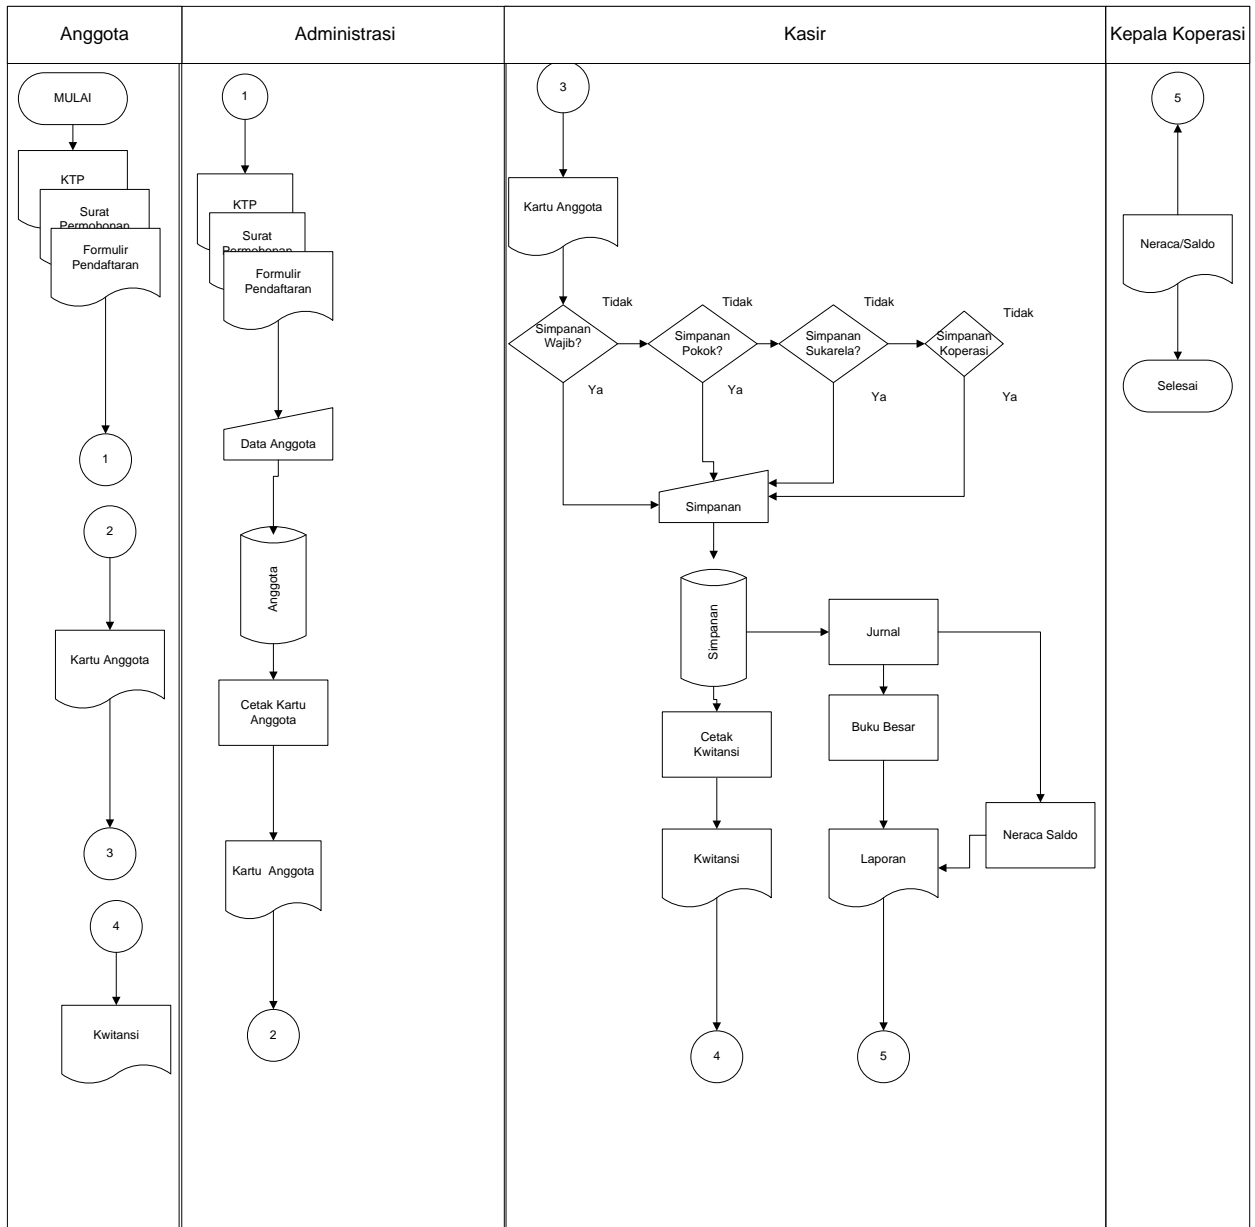 Anggota
Administrasi
Kasir
Kepala Koperasi
MULAI
KTP
Surat
Permohonan
Formulir
Pendaftaran
1
2
Kartu Anggota
3
4
Kwitansi
1
KTP
Surat
Permohonan
Formulir
Pendaftaran
Data Anggota
Anggota
Cetak Kartu
Anggota
Kartu Anggota
2
3
Kartu Anggota
Simpanan
Wajib?
Tidak
Ya
Simpanan
Pokok?
Tidak
Ya
Simpanan
Sukarela?
Tidak
Ya
Simpanan
Koperasi
Tidak
Ya
Simpanan
Simpanan
Jurnal
Cetak
Kwitansi
Buku Besar
Neraca Saldo
Kwitansi
Laporan
4
5
5
Neraca/Saldo
Selesai